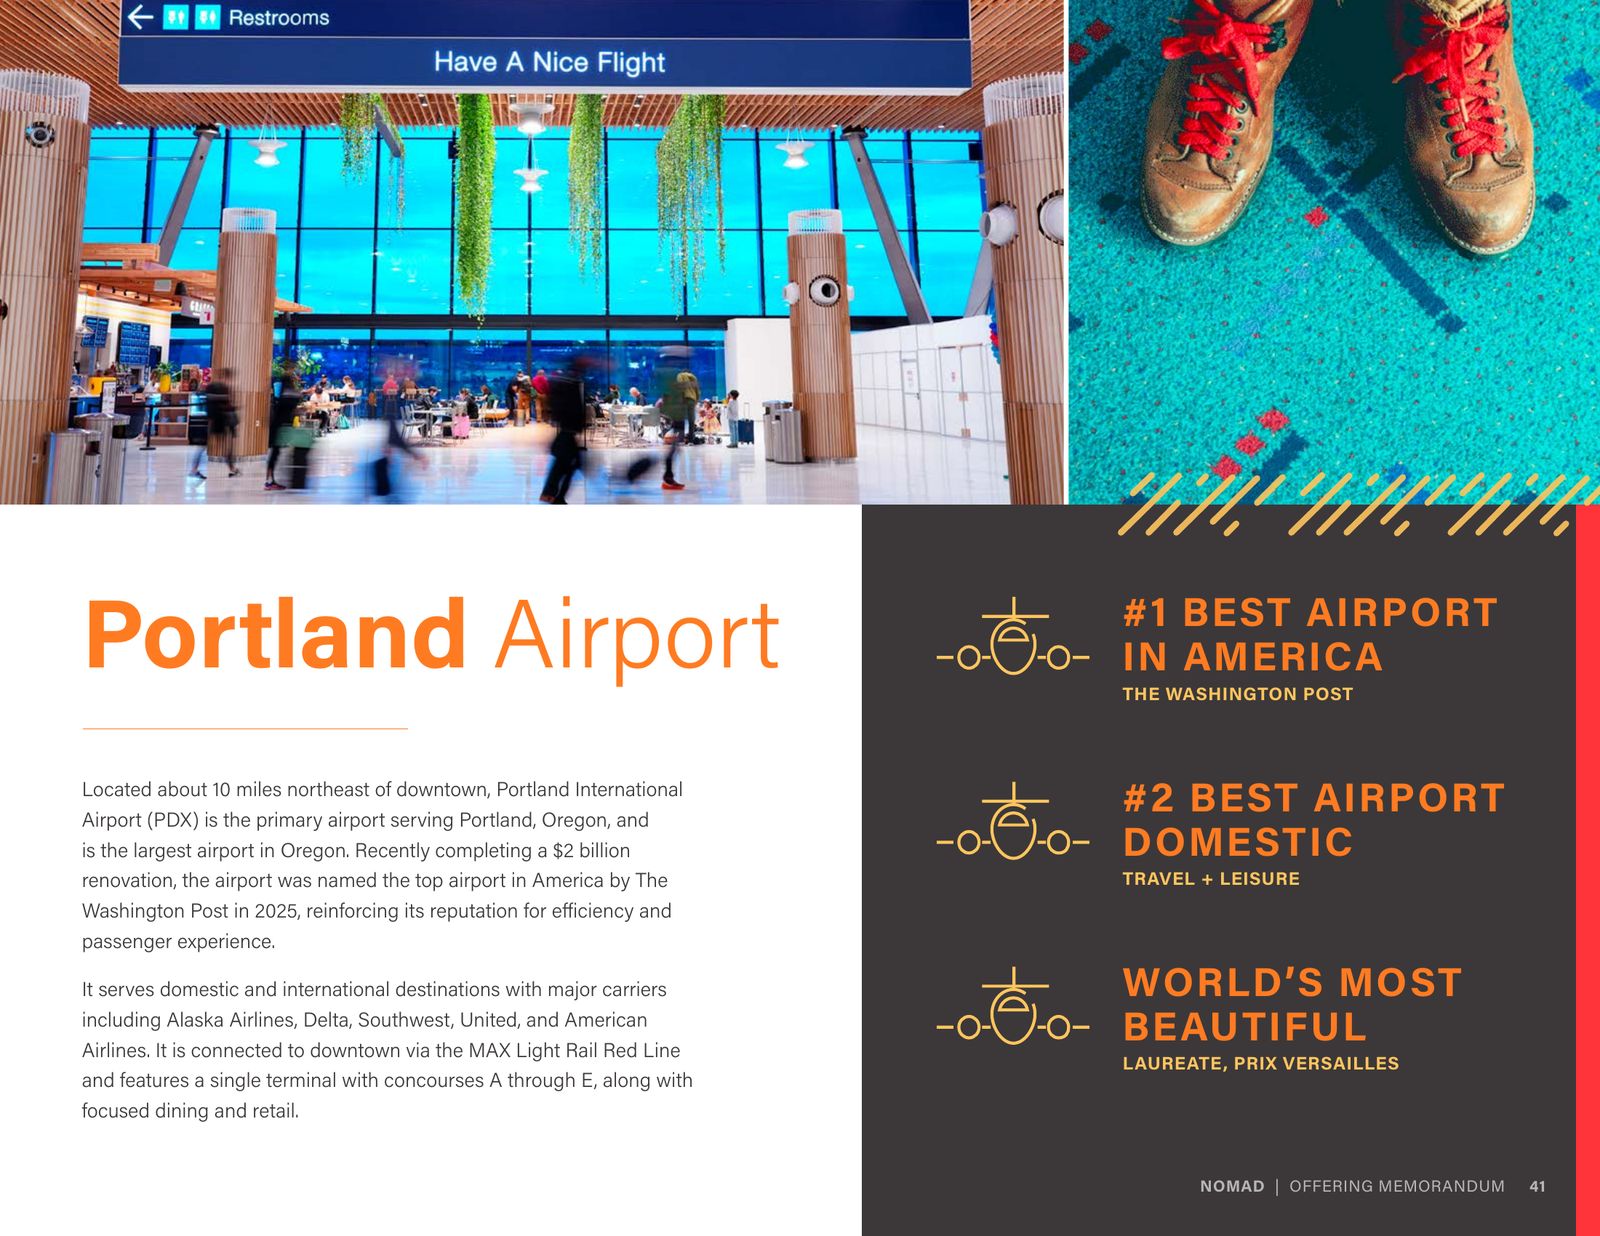 Restrooms
Have A Nice Flight
Portland Airport
Located about 10 miles northeast of downtown, Portland International
Airport (PDX) is the primary airport serving Portland, Oregon, and
is the largest airport in Oregon. Recently completing a $2 billion
renovation, the airport was named the top airport in America by The
Washington Post in 2025, reinforcing its reputation for efficiency and
passenger experience.
It serves domestic and international destinations with major carriers
including Alaska Airlines, Delta, Southwest, United, and American
Airlines. It is connected to downtown via the MAX Light Rail Red Line
and features a single terminal with concourses A through E, along with
focused dining and retail.
#1 BEST AIRPORT
IN AMERICA
THE WASHINGTON POST
#2 BEST AIRPORT
DOMESTIC
TRAVEL + LEISURE
WORLD’S MOST
BEAUTIFUL
LAUREATE, PRIX VERSAILLES
NOMAD | OFFERING MEMORANDUM 41